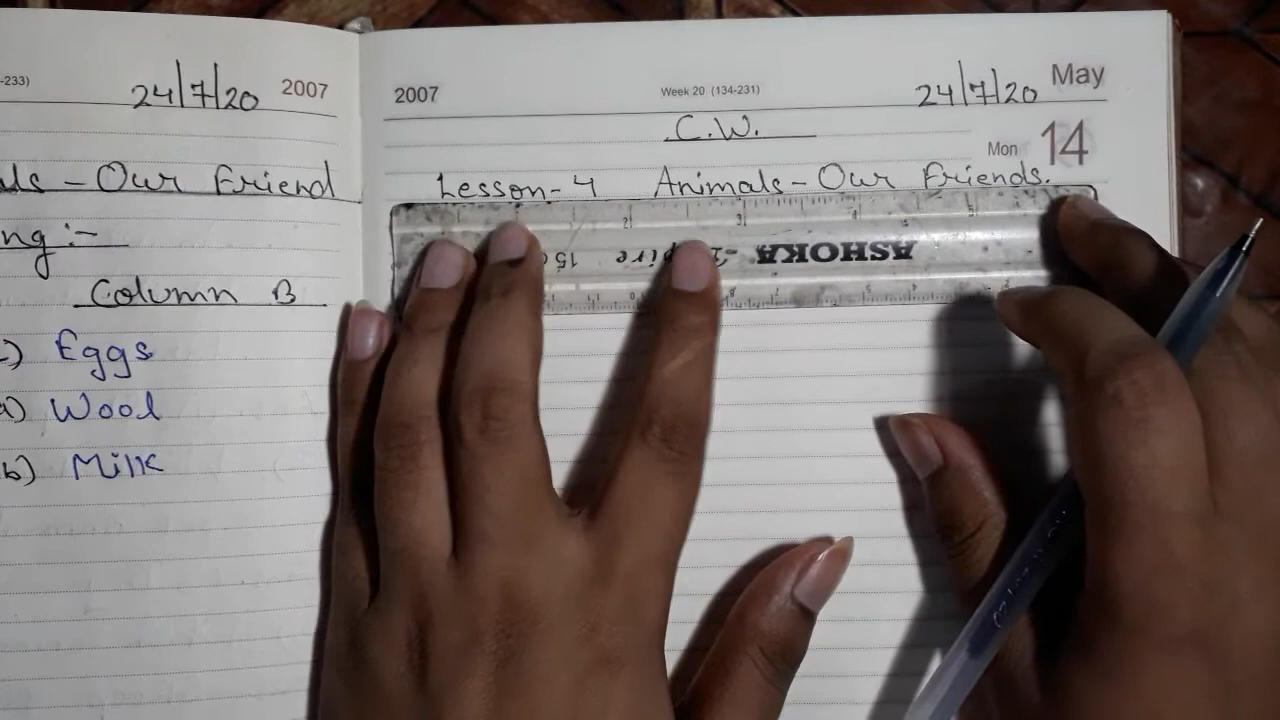 -233)
24/7/20 2007
ls - Our Friend
ng :-
Column B
c) Eggs
a) Wool
b) Milk
2007 Week 20 (134-231) 24/7/20 May
C.W.
Mon 14
Lesson-4 Animals - Our Friends.
ASHOKA